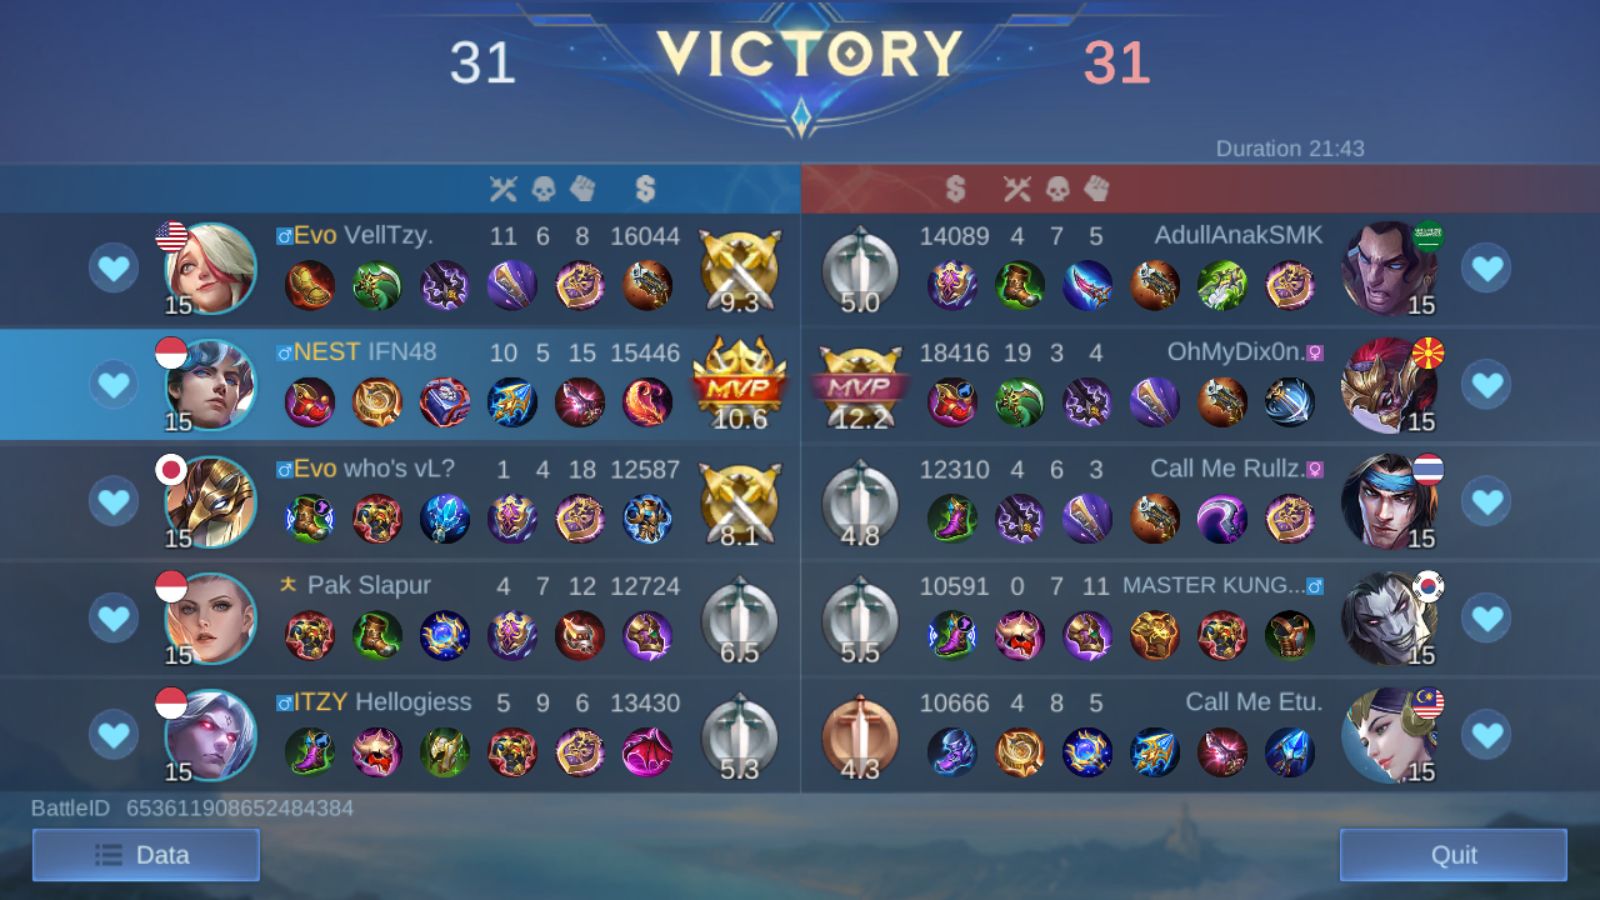 31 VICTORY 31
Duration 21:43
Evo VellTzy. 11 6 8 16044 9.3
15
5.0 14089 4 7 5 AdullAnakSMK
15
NEST IFN48 10 5 15 15446 MVP 10.6
15
MVP 12.2 18416 19 3 4 OhMyDix0n.
15
Evo who's vL? 1 4 18 12587 8.1
15
4.8 12310 4 6 3 Call Me Rullz.
15
大 Pak Slapur 4 7 12 12724 6.5
15
5.5 10591 0 7 11 MASTER KUNG...
15
ITZY Hellogiess 5 9 6 13430 5.3
15
4.3 10666 4 8 5 Call Me Etu.
15
BattleID 653611908652484384
Data
Quit